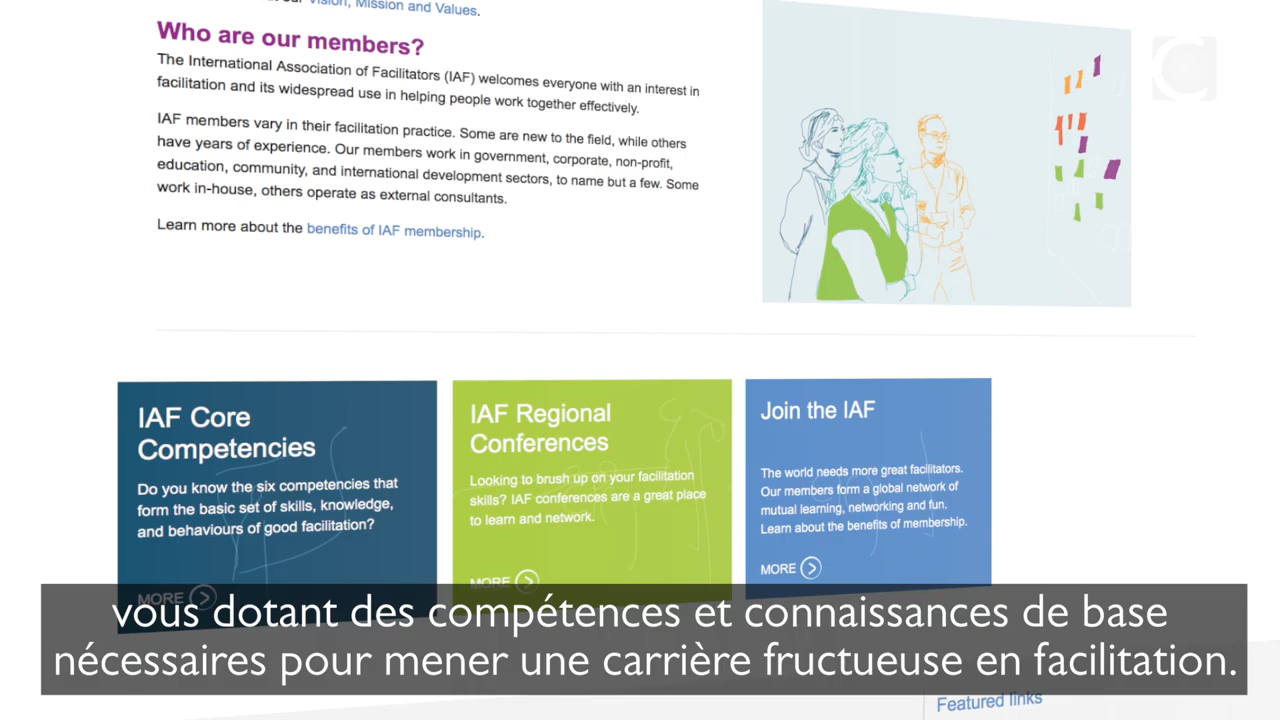 Vision, Mission and Values.
Who are our members?
The International Association of Facilitators (IAF) welcomes everyone with an interest in
facilitation and its widespread use in helping people work together effectively.
IAF members vary in their facilitation practice. Some are new to the field, while others
have years of experience. Our members work in government, corporate, non-profit,
education, community, and international development sectors, to name but a few. Some
work in-house, others operate as external consultants.
Learn more about the benefits of IAF membership.
IAF Core
Competencies
Do you know the six competencies that
form the basic set of skills, knowledge,
and behaviours of good facilitation?
MORE
IAF Regional
Conferences
Looking to brush up on your facilitation
skills? IAF conferences are a great place
to learn and network.
MORE
Join the IAF
The world needs more great facilitators.
Our members form a global network of
mutual learning, networking and fun.
Learn about the benefits of membership.
MORE
vous dotant des compétences et connaissances de base
nécessaires pour mener une carrière fructueuse en facilitation.
Featured links